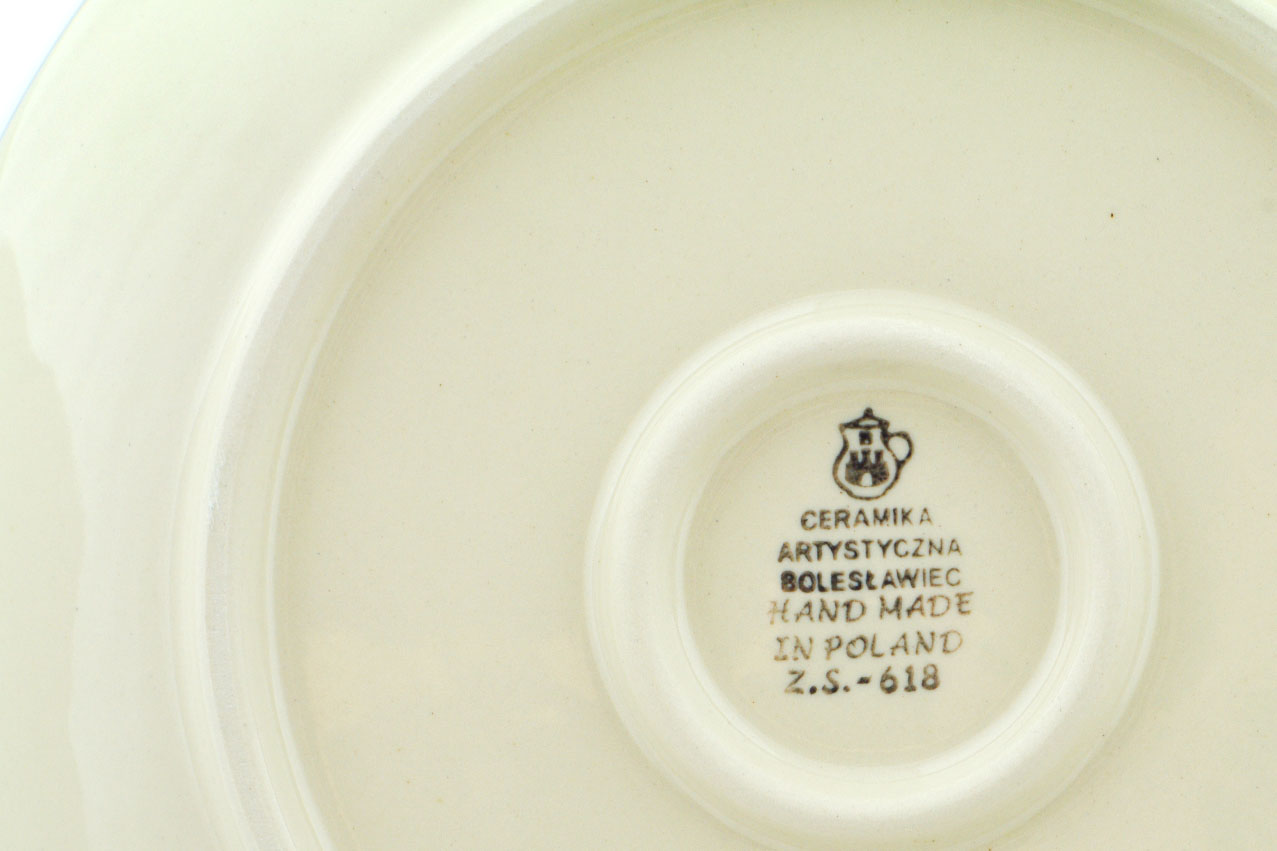 CERAMIKA
ARTYSTYCZNA
BOLESŁAWIEC
HAND MADE
IN POLAND
Z.S.-618